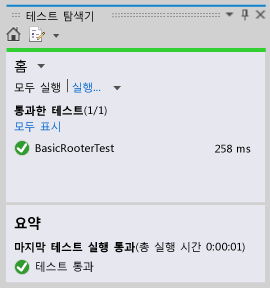 테스트 탐색기
홈
모두 실행 | 실행...
통과한 테스트(1/1)
모두 표시
BasicRooterTest 258 ms
요약
마지막 테스트 실행 통과(총 실행 시간 0:00:01)
테스트 통과